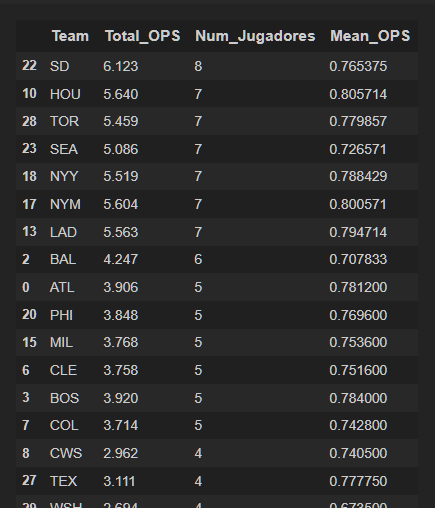 Team Total_OPS Num_Jugadores Mean_OPS
22 SD 6.123 8 0.765375
10 HOU 5.640 7 0.805714
28 TOR 5.459 7 0.779857
23 SEA 5.086 7 0.726571
18 NYY 5.519 7 0.788429
17 NYM 5.604 7 0.800571
13 LAD 5.563 7 0.794714
2 BAL 4.247 6 0.707833
0 ATL 3.906 5 0.781200
20 PHI 3.848 5 0.769600
15 MIL 3.768 5 0.753600
6 CLE 3.758 5 0.751600
3 BOS 3.920 5 0.784000
7 COL 3.714 5 0.742800
8 CWS 2.962 4 0.740500
27 TEX 3.111 4 0.777750
29 WSH 2.694 4 0.673500